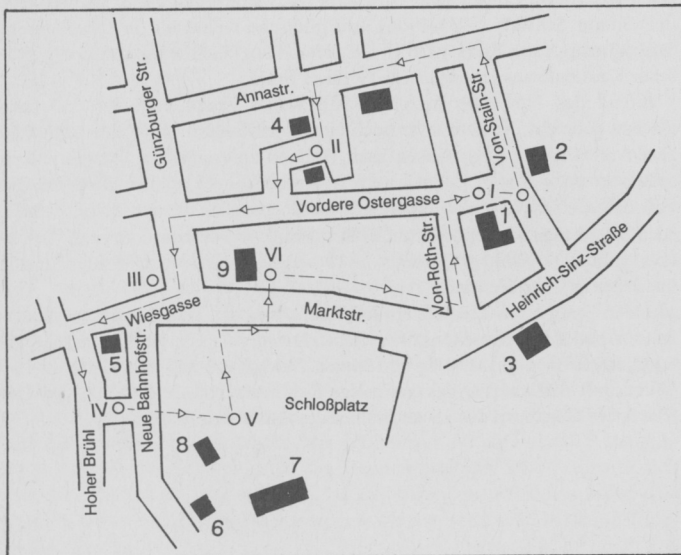 Günzburger Str.
Annastr.
4
II
Von-Stain-Str.
2
Vordere Ostergasse
I
I
1
Von-Roth-Str.
Heinrich-Sinz-Straße
III
9
VI
Wiesgasse
Marktstr.
3
5
Neue Bahnhofstr.
IV
V
Schloßplatz
Hoher Brühl
8
7
6